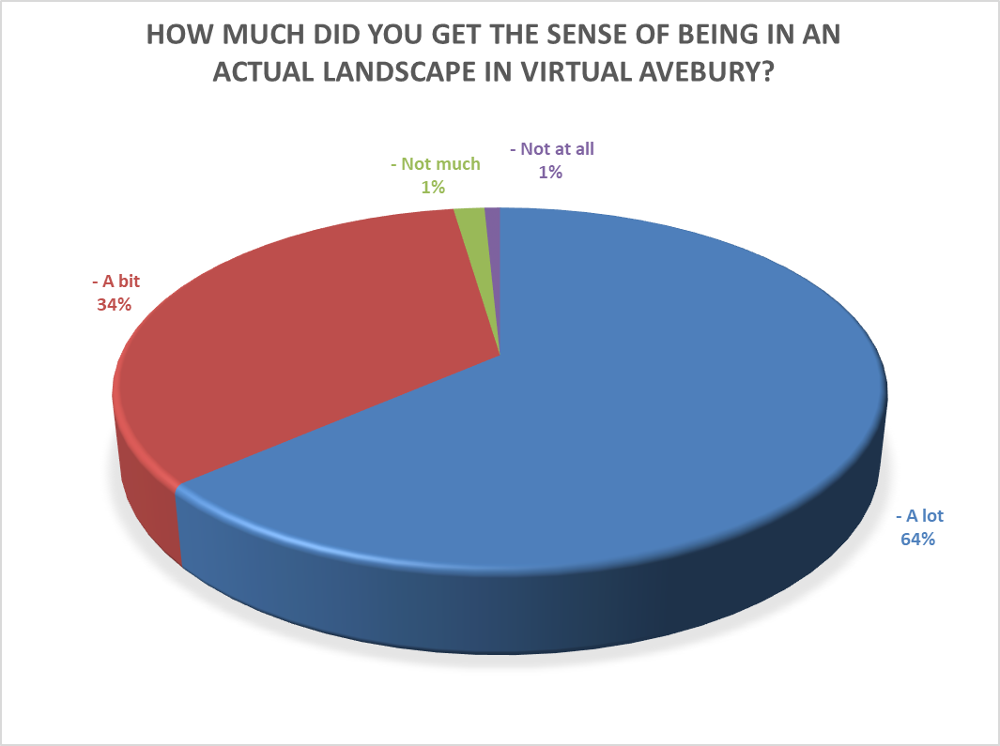 HOW MUCH DID YOU GET THE SENSE OF BEING IN AN
ACTUAL LANDSCAPE IN VIRTUAL AVEBURY?
- Not at all
1%
- Not much
1%
- A bit
34%
- A lot
64%